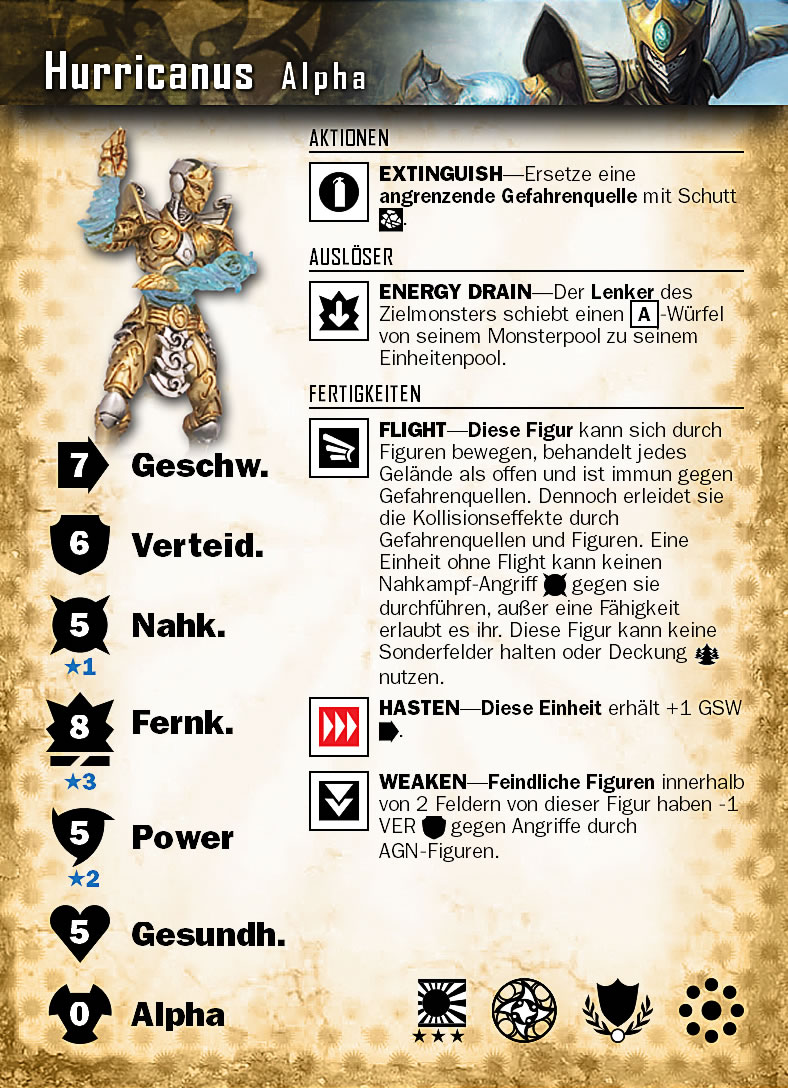 Hurricanus Alpha
AKTIONEN
EXTINGUISH—Ersetze eine
angrenzende Gefahrenquelle mit Schutt
.
AUSLÖSER
ENERGY DRAIN—Der Lenker des
Zielmonsters schiebt einen A-Würfel
von seinem Monsterpool zu seinem
Einheitenpool.
FERTIGKEITEN
FLIGHT—Diese Figur kann sich durch
Figuren bewegen, behandelt jedes
Gelände als offen und ist immun gegen
Gefahrenquellen. Dennoch erleidet sie
die Kollisionseffekte durch
Gefahrenquellen und Figuren. Eine
Einheit ohne Flight kann keinen
Nahkampf-Angriff gegen sie
durchführen, außer eine Fähigkeit
erlaubt es ihr. Diese Figur kann keine
Sonderfelder halten oder Deckung
nutzen.
HASTEN—Diese Einheit erhält +1 GSW
.
WEAKEN—Feindliche Figuren innerhalb
von 2 Feldern von dieser Figur haben -1
VER gegen Angriffe durch
AGN-Figuren.
7 Geschw.
6 Verteid.
5 Nahk.
★1
8 Fernk.
★3
5 Power
★2
5 Gesundh.
0 Alpha
★★★